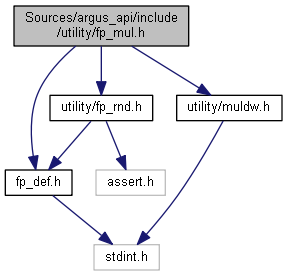 Sources/argus_api/include
/utility/fp_mul.h
utility/fp_rnd.h
utility/muldw.h
fp_def.h
assert.h
stdint.h